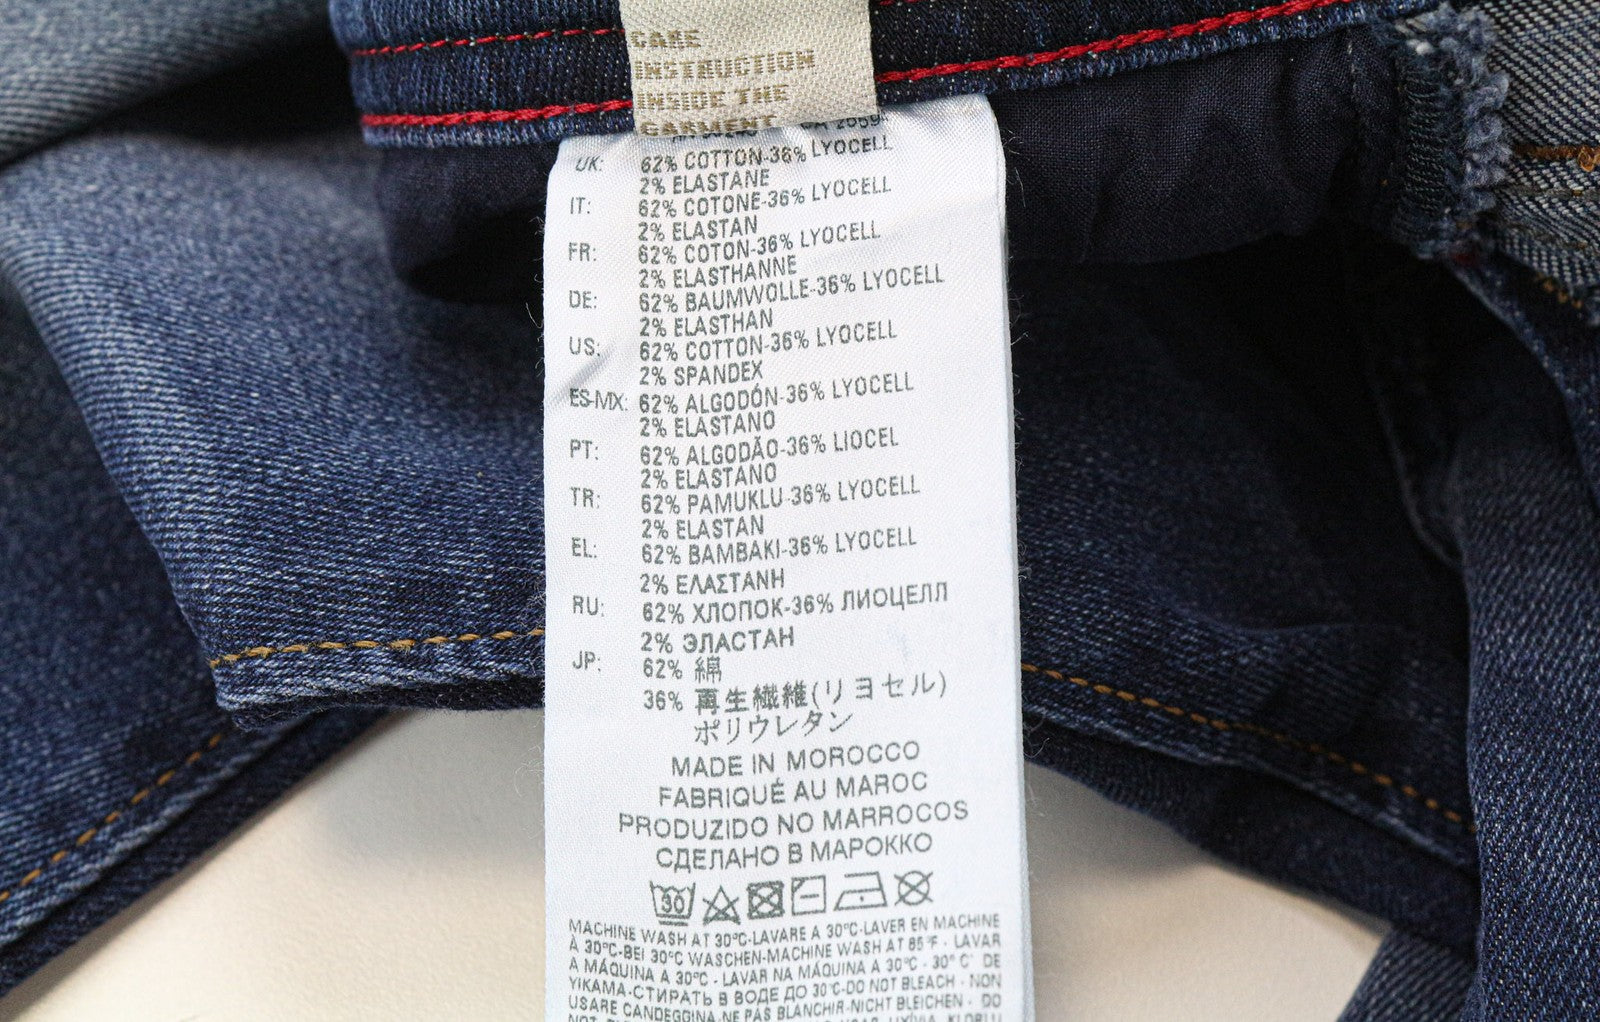 CARE
INSTRUCTION
INSIDE THE
GARMENT
UK: 62% COTTON-36% LYOCELL
2% ELASTANE
IT: 62% COTONE-36% LYOCELL
2% ELASTAN
FR: 62% COTON-36% LYOCELL
2% ELASTHANNE
DE: 62% BAUMWOLLE-36% LYOCELL
2% ELASTHAN
US: 62% COTTON-36% LYOCELL
2% SPANDEX
ES-MX: 62% ALGODÓN-36% LYOCELL
2% ELASTANO
PT: 62% ALGODÃO-36% LIOCEL
2% ELASTANO
TR: 62% PAMUKLU-36% LYOCELL
2% ELASTAN
EL: 62% ΒΑΜΒΑΚΙ-36% LYOCELL
2% ΕΛΑΣΤΑΝΗ
RU: 62% ХЛОПОК-36% ЛИОЦЕЛЛ
2% ЭЛАСТАН
JP: 62% 綿
36% 再生繊維(リヨセル)
ポリウレタン
MADE IN MOROCCO
FABRIQUÉ AU MAROC
PRODUZIDO NO MARROCOS
СДЕЛАНО В МАРОККО
30
MACHINE WASH AT 30°C-LAVARE A 30°C-LAVER EN MACHINE
À 30°C-BEI 30°C WASCHEN-MACHINE WASH AT 85°F - LAVAR
A MÁQUINA A 30°C - LAVAR NA MÁQUINA A 30°C - 30° C' DE
YIKAMA-СТИРАТЬ В ВОДЕ ДО 30°C-DO NOT BLEACH - NON
USARE CANDEGGINA-NE PAS BLANCHIR-NICHT BLEICHEN - DO